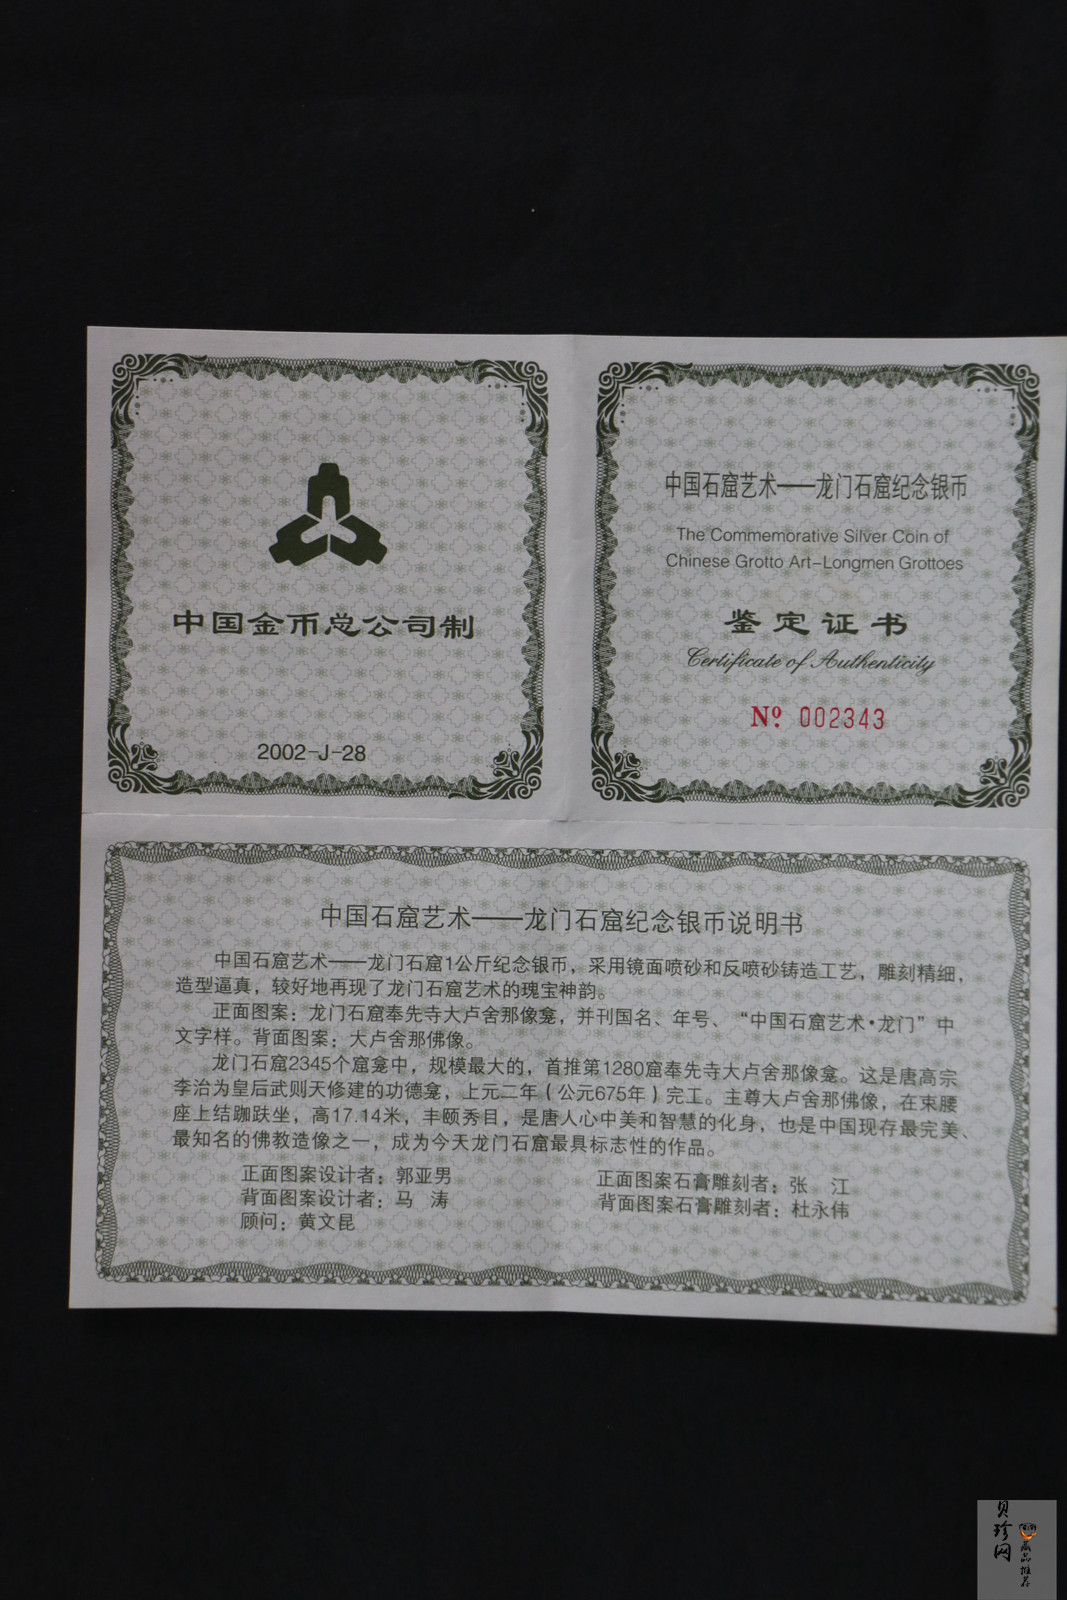 中国金币总公司制
2002-J-28
中国石窟艺术——龙门石窟纪念银币
The Commemorative Silver Coin of
Chinese Grotto Art-Longmen Grottoes
鉴定证书
Certificate of Authenticity
Nº 002343
中国石窟艺术——龙门石窟纪念银币说明书
中国石窟艺术——龙门石窟1公斤纪念银币，采用镜面喷砂和反喷砂铸造工艺，雕刻精细，
造型逼真，较好地再现了龙门石窟艺术的瑰宝神韵。
正面图案：龙门石窟奉先寺大卢舍那像龛，并刊国名、年号、“中国石窟艺术·龙门”中
文字样。背面图案：大卢舍那佛像。
龙门石窟2345个窟龛中，规模最大的，首推第1280窟奉先寺大卢舍那像龛。这是唐高宗
李治为皇后武则天修建的功德龛，上元二年（公元675年）完工。主尊大卢舍那佛像，在束腰
座上结跏趺坐，高17.14米，丰颐秀目，是唐人心中美和智慧的化身，也是中国现存最完美、
最知名的佛教造像之一，成为今天龙门石窟最具标志性的作品。
正面图案设计者：郭亚男
正面图案石膏雕刻者：张　江
背面图案设计者：马　涛
背面图案石膏雕刻者：杜永伟
顾问：黄文昆
贝珍网
藏品推荐